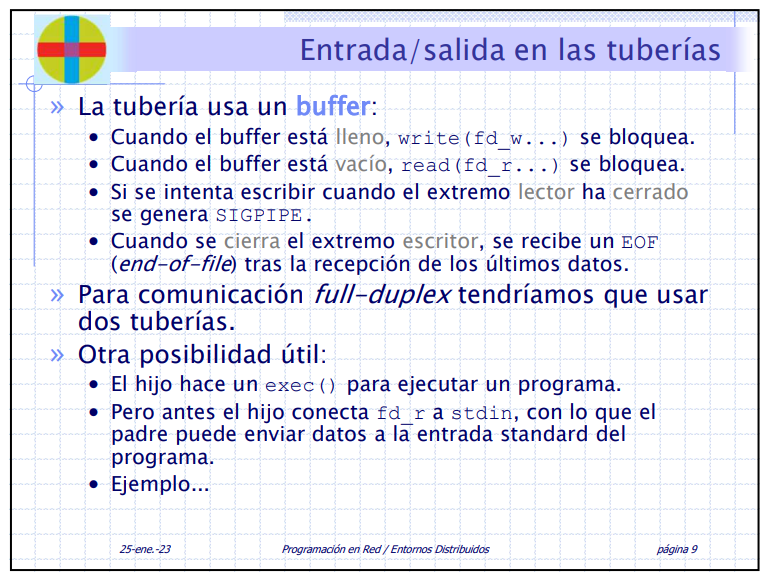 Entrada/salida en las tuberías
» La tubería usa un buffer:
• Cuando el buffer está lleno, write(fd_w...) se bloquea.
• Cuando el buffer está vacío, read(fd_r...) se bloquea.
• Si se intenta escribir cuando el extremo lector ha cerrado
se genera SIGPIPE.
• Cuando se cierra el extremo escritor, se recibe un EOF
(end-of-file) tras la recepción de los últimos datos.
» Para comunicación full-duplex tendríamos que usar
dos tuberías.
» Otra posibilidad útil:
• El hijo hace un exec() para ejecutar un programa.
• Pero antes el hijo conecta fd_r a stdin, con lo que el
padre puede enviar datos a la entrada standard del
programa.
• Ejemplo...
25-ene.-23 Programación en Red / Entornos Distribuidos página 9